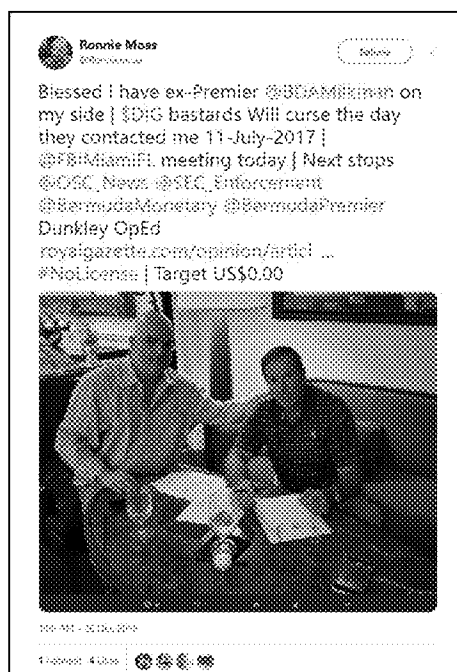 Ronnie Moss
Blessed I have ex-Premier @BDAMilkman on
my side | $DIG bastards Will curse the day
they contacted me 11-July-2017 |
@FBIMiamiFL meeting today | Next stops
@OSC_News @SEC_Enforcement
@BermudaMonetary @BermudaPremier
Dunkley OpEd
royalgazette.com/opinion/articl ...
#NoLicense | Target US$0.00